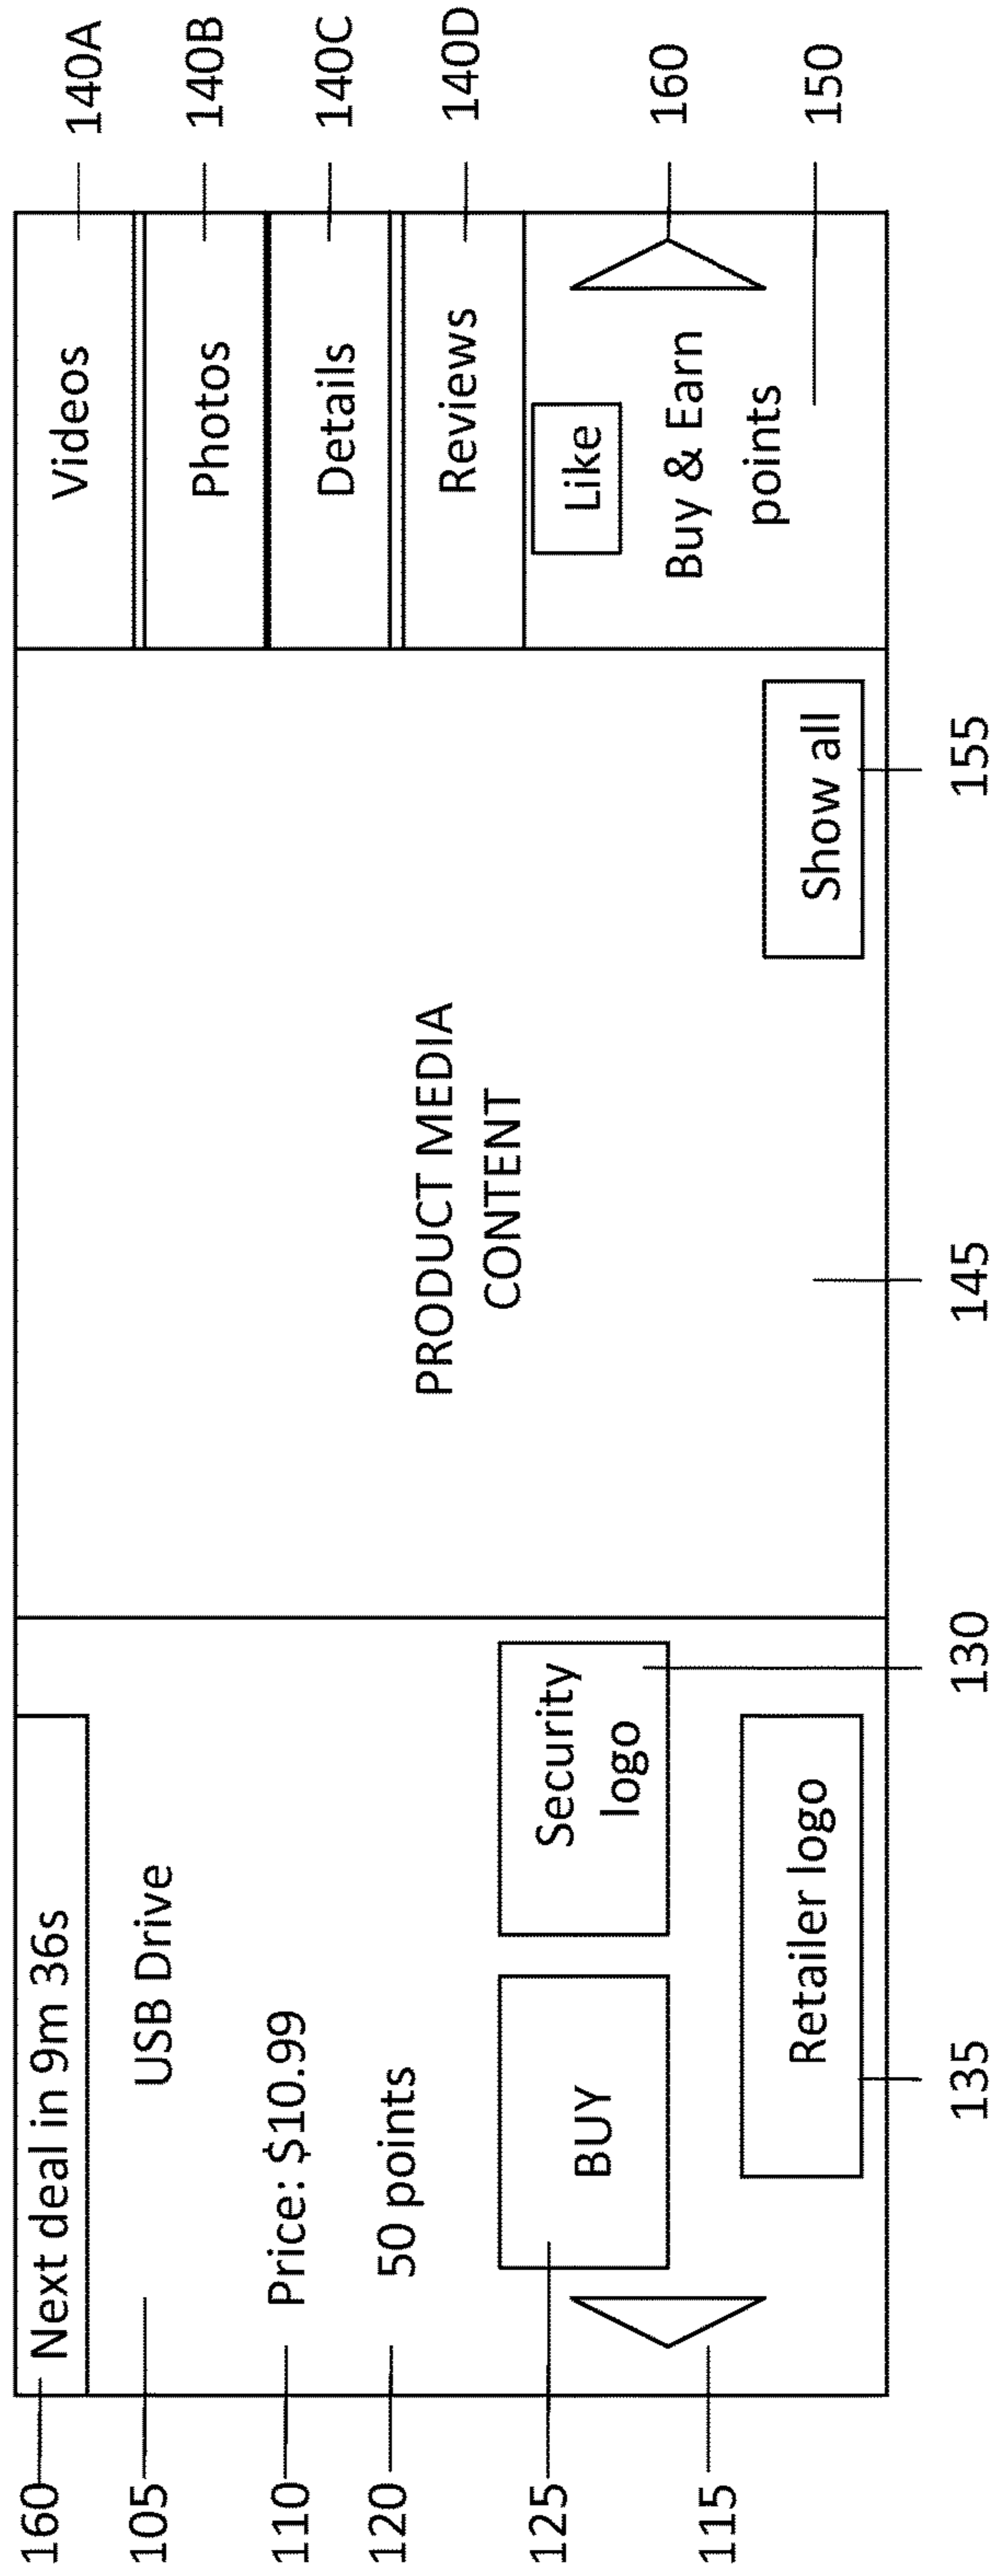 160
Next deal in 9m 36s
105
USB Drive
110
Price: $10.99
120
50 points
125
BUY
Security
logo
115
Retailer logo
135
130
PRODUCT MEDIA
CONTENT
145
Show all
155
Videos
140A
Photos
140B
Details
140C
Reviews
140D
Like
Buy & Earn
points
160
150